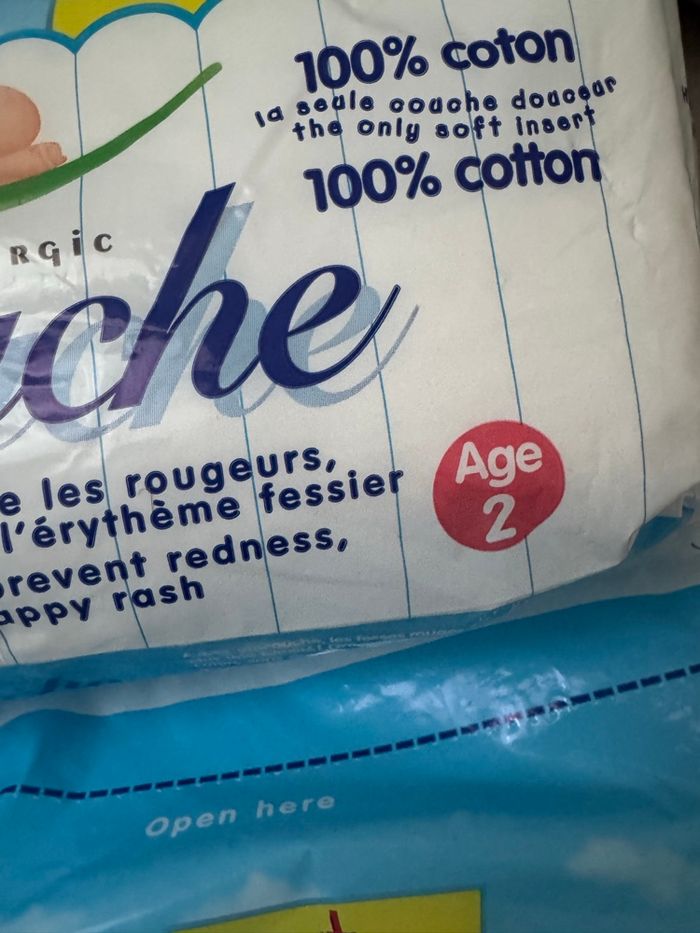 100% coton
la seule couche douceur
the only soft insert
100% cotton
rgic
che
e les rougeurs,
l'érythème fessier
revent redness,
appy rash
Age
2
Open here